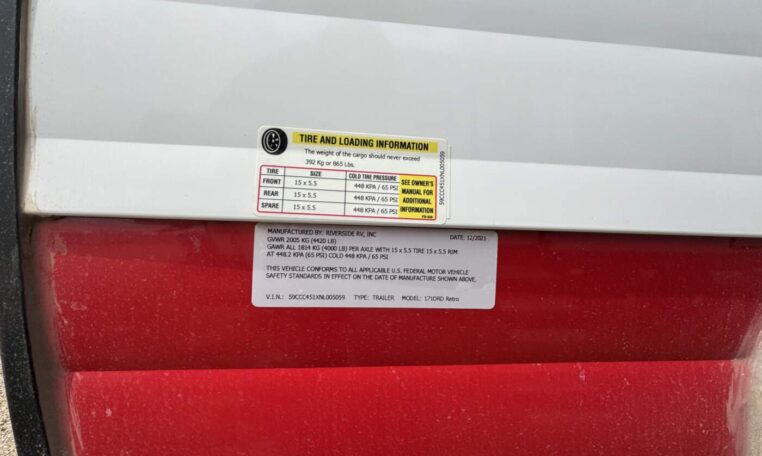 TIRE AND LOADING INFORMATION
The weight of the cargo should never exceed
392 Kg or 865 Lbs.
TIRE SIZE COLD TIRE PRESSURE
FRONT 15 x 5.5 448 KPA / 65 PSI
REAR 15 x 5.5 448 KPA / 65 PSI
SPARE 15 x 5.5 448 KPA / 65 PSI
SEE OWNER'S
MANUAL FOR
ADDITIONAL
INFORMATION
59CCC451XNL005059
MANUFACTURED BY: RIVERSIDE RV, INC DATE: 12/2021
GVWR 2005 KG (4420 LB)
GAWR ALL 1814 KG (4000 LB) PER AXLE WITH 15 x 5.5 TIRE 15 x 5.5 RIM
AT 448.2 KPA (65 PSI) COLD 448 KPA / 65 PSI
THIS VEHICLE CONFORMS TO ALL APPLICABLE U.S. FEDERAL MOTOR VEHICLE
SAFETY STANDARDS IN EFFECT ON THE DATE OF MANUFACTURE SHOWN ABOVE.
V.I.N.: 59CCC451XNL005059 TYPE: TRAILER MODEL: 171ORD Retro